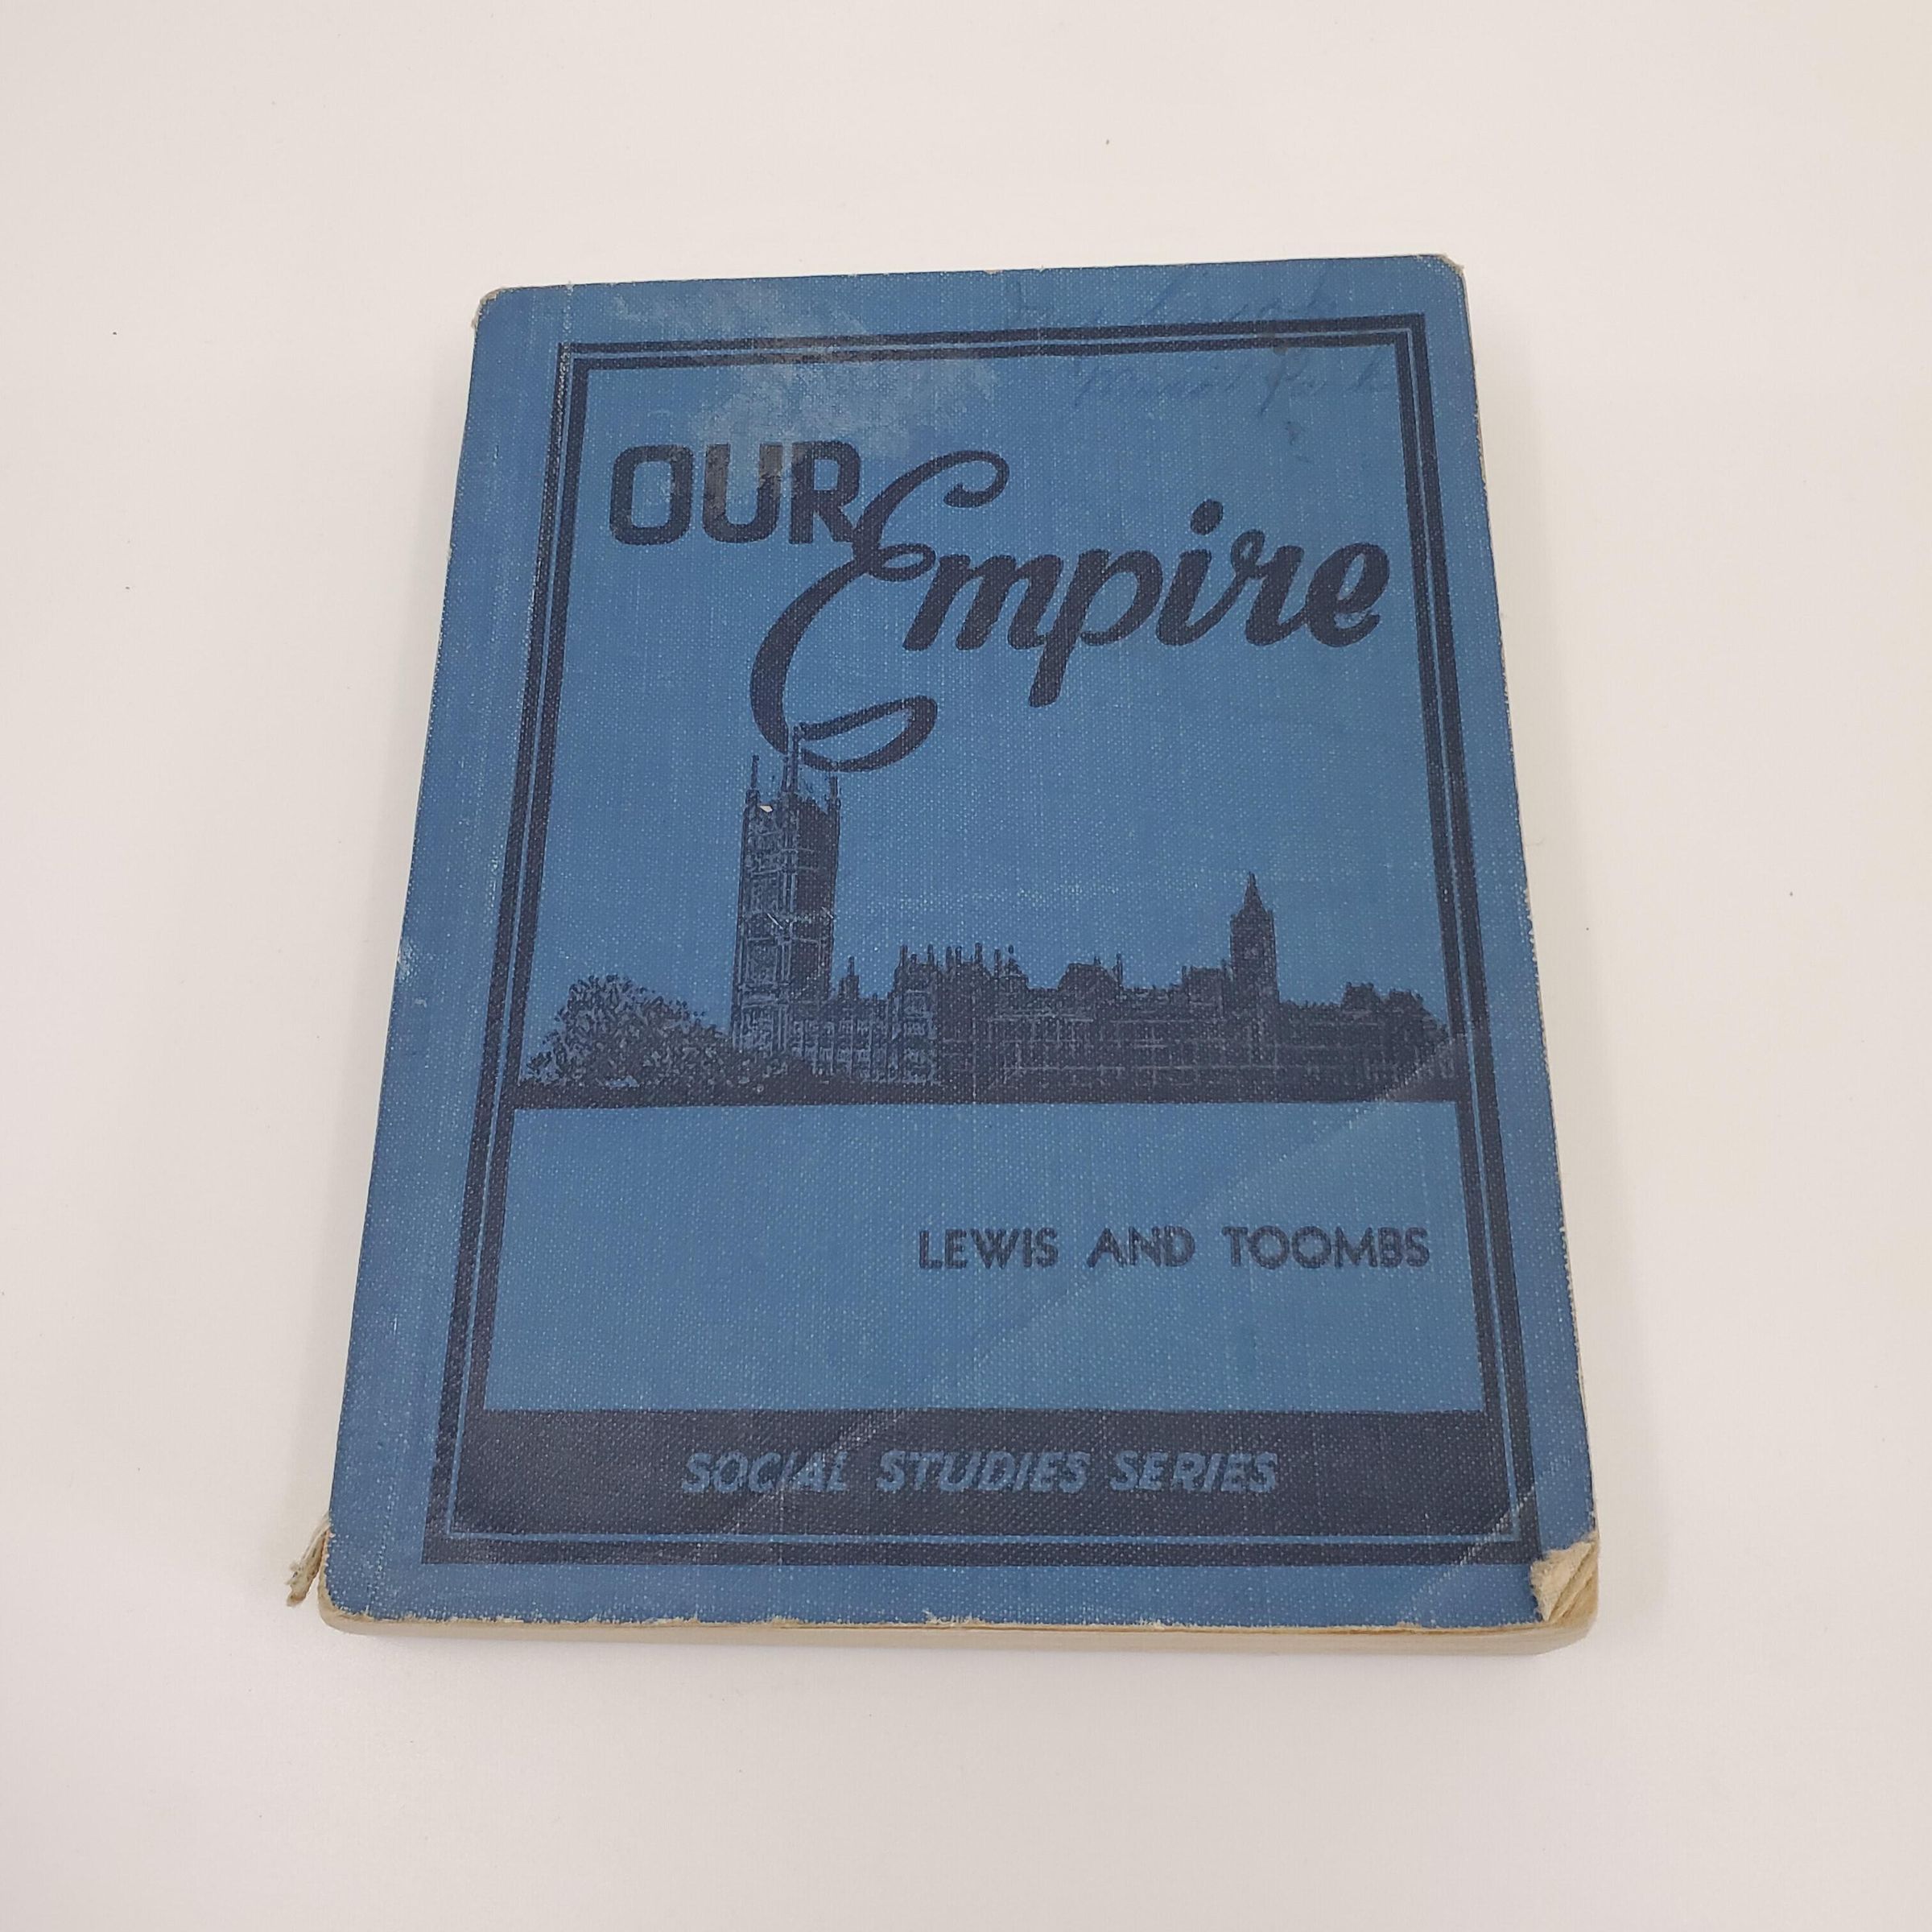 OUR Empire
LEWIS AND TOOMBS
SOCIAL STUDIES SERIES